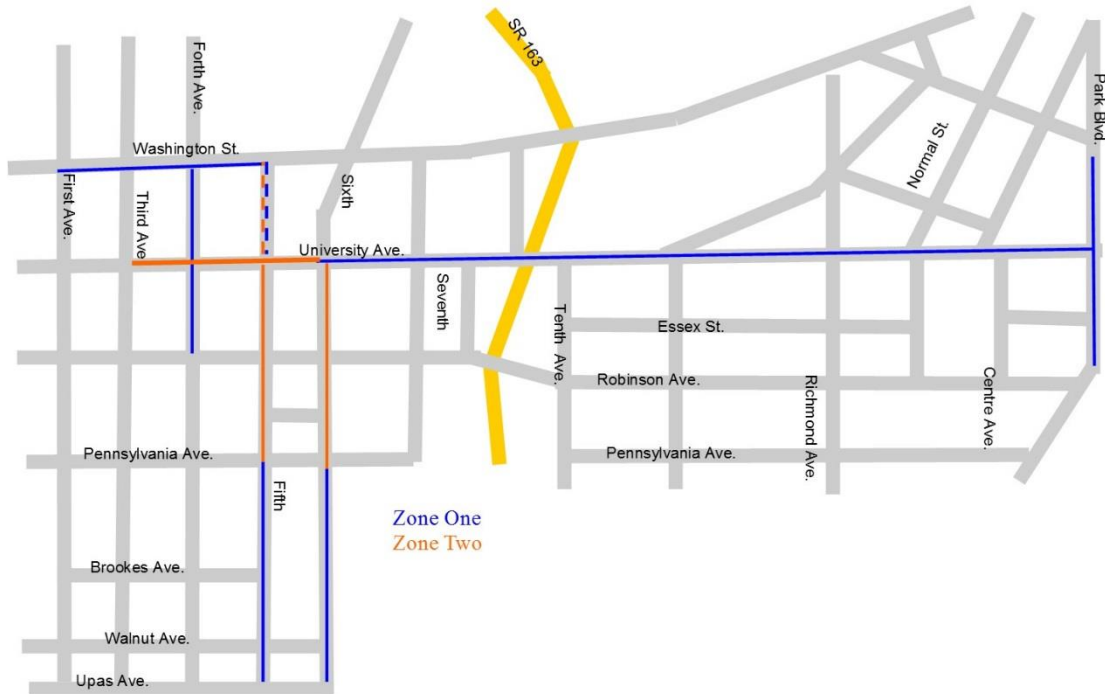 SR 163
Forth Ave.
Park Blvd.
Washington St.
Normal St.
First Ave.
Third Ave
Sixth
University Ave.
Seventh
Tenth Ave.
Essex St.
Robinson Ave.
Richmond Ave.
Centre Ave.
Pennsylvania Ave.
Pennsylvania Ave.
Fifth
Zone One
Zone Two
Brookes Ave.
Walnut Ave.
Upas Ave.